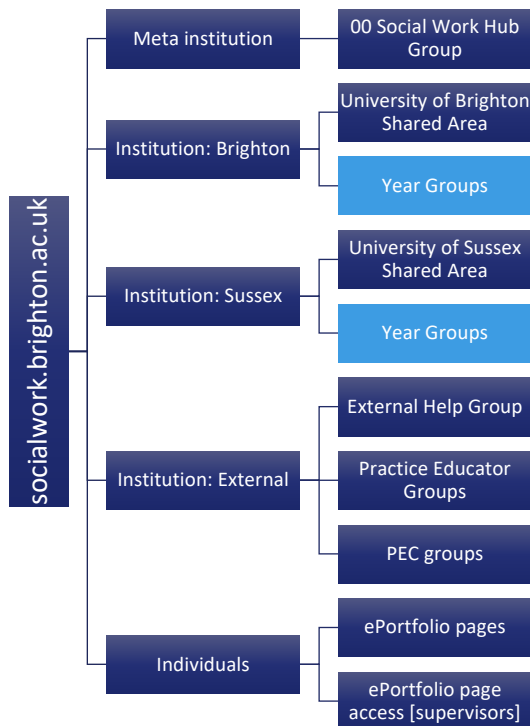 socialwork.brighton.ac.uk
Meta institution
00 Social Work Hub
Group
Institution: Brighton
University of Brighton
Shared Area
Year Groups
Institution: Sussex
University of Sussex
Shared Area
Year Groups
Institution: External
External Help Group
Practice Educator
Groups
PEC groups
Individuals
ePortfolio pages
ePortfolio page
access [supervisors]